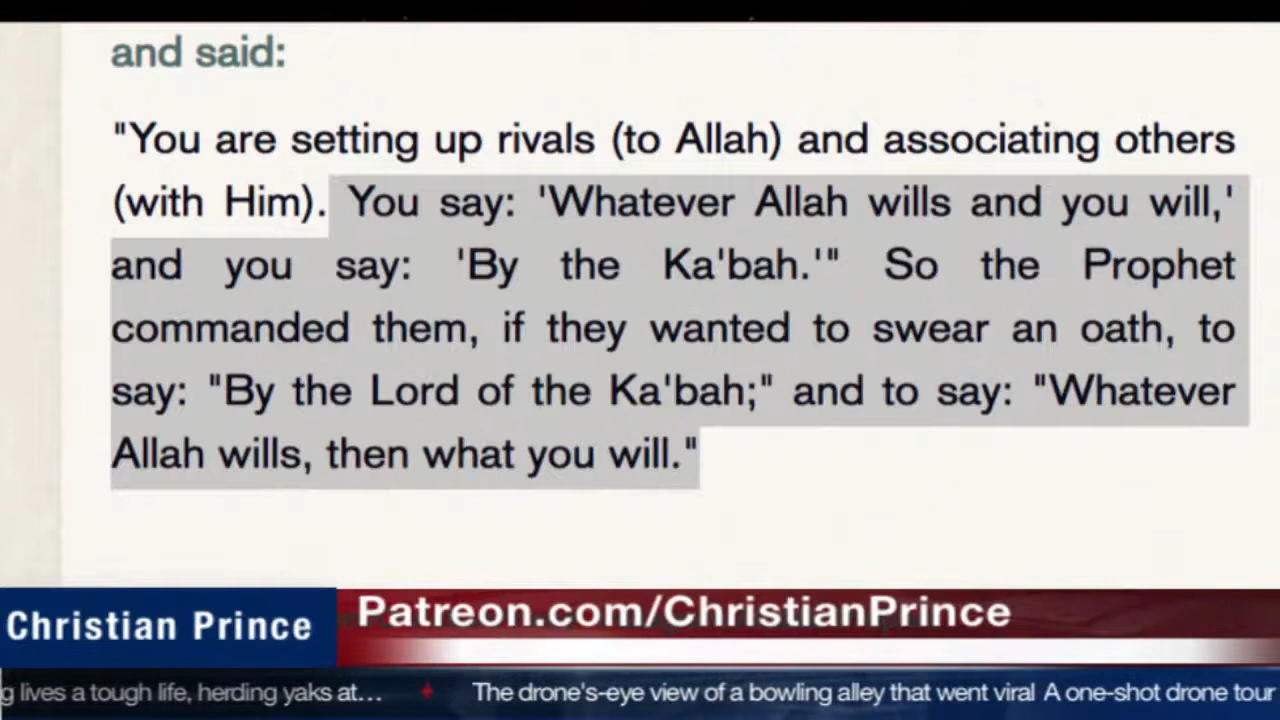 and said:
"You are setting up rivals (to Allah) and associating others
(with Him). You say: 'Whatever Allah wills and you will,'
and you say: 'By the Ka'bah.'" So the Prophet
commanded them, if they wanted to swear an oath, to
say: "By the Lord of the Ka'bah;" and to say: "Whatever
Allah wills, then what you will."
Christian Prince
Patreon.com/ChristianPrince
g lives a tough life, herding yaks at… The drone's-eye view of a bowling alley that went viral A one-shot drone tour